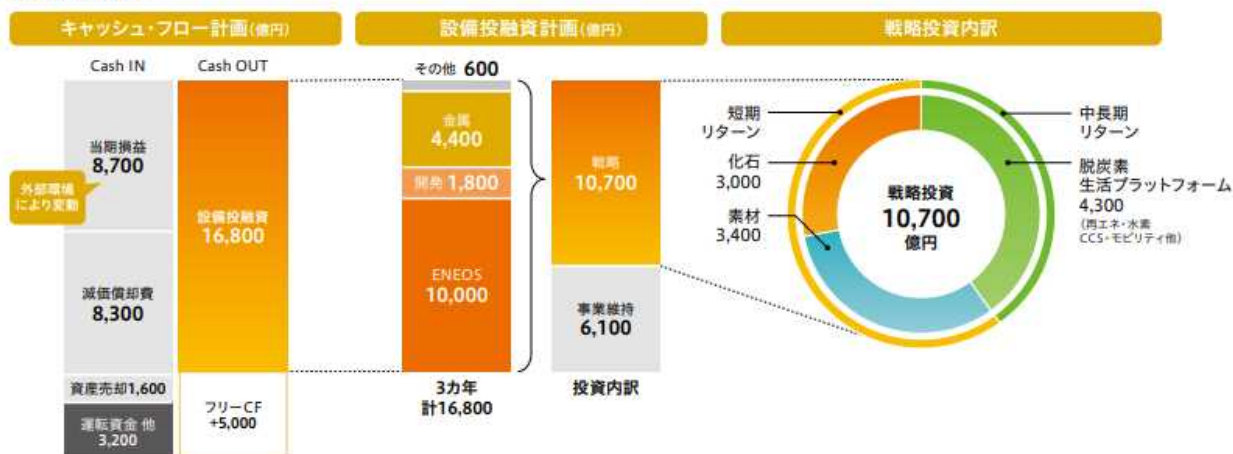 キャッシュ・フロー計画(億円)
Cash IN
Cash OUT
当期損益
8,700
外部環境
により変動
減価償却費
8,300
資産売却1,600
運転資金 他
3,200
設備投融資
16,800
フリーCF
+5,000
設備投融資計画(億円)
その他 600
金属
4,400
開発 1,800
ENEOS
10,000
3カ年
計16,800
戦略
10,700
事業維持
6,100
投資内訳
戦略投資内訳
短期
リターン
化石
3,000
素材
3,400
戦略投資
10,700
億円
中長期
リターン
脱炭素
生活プラットフォーム
4,300
(再エネ・水素
CCS・モビリティ他)